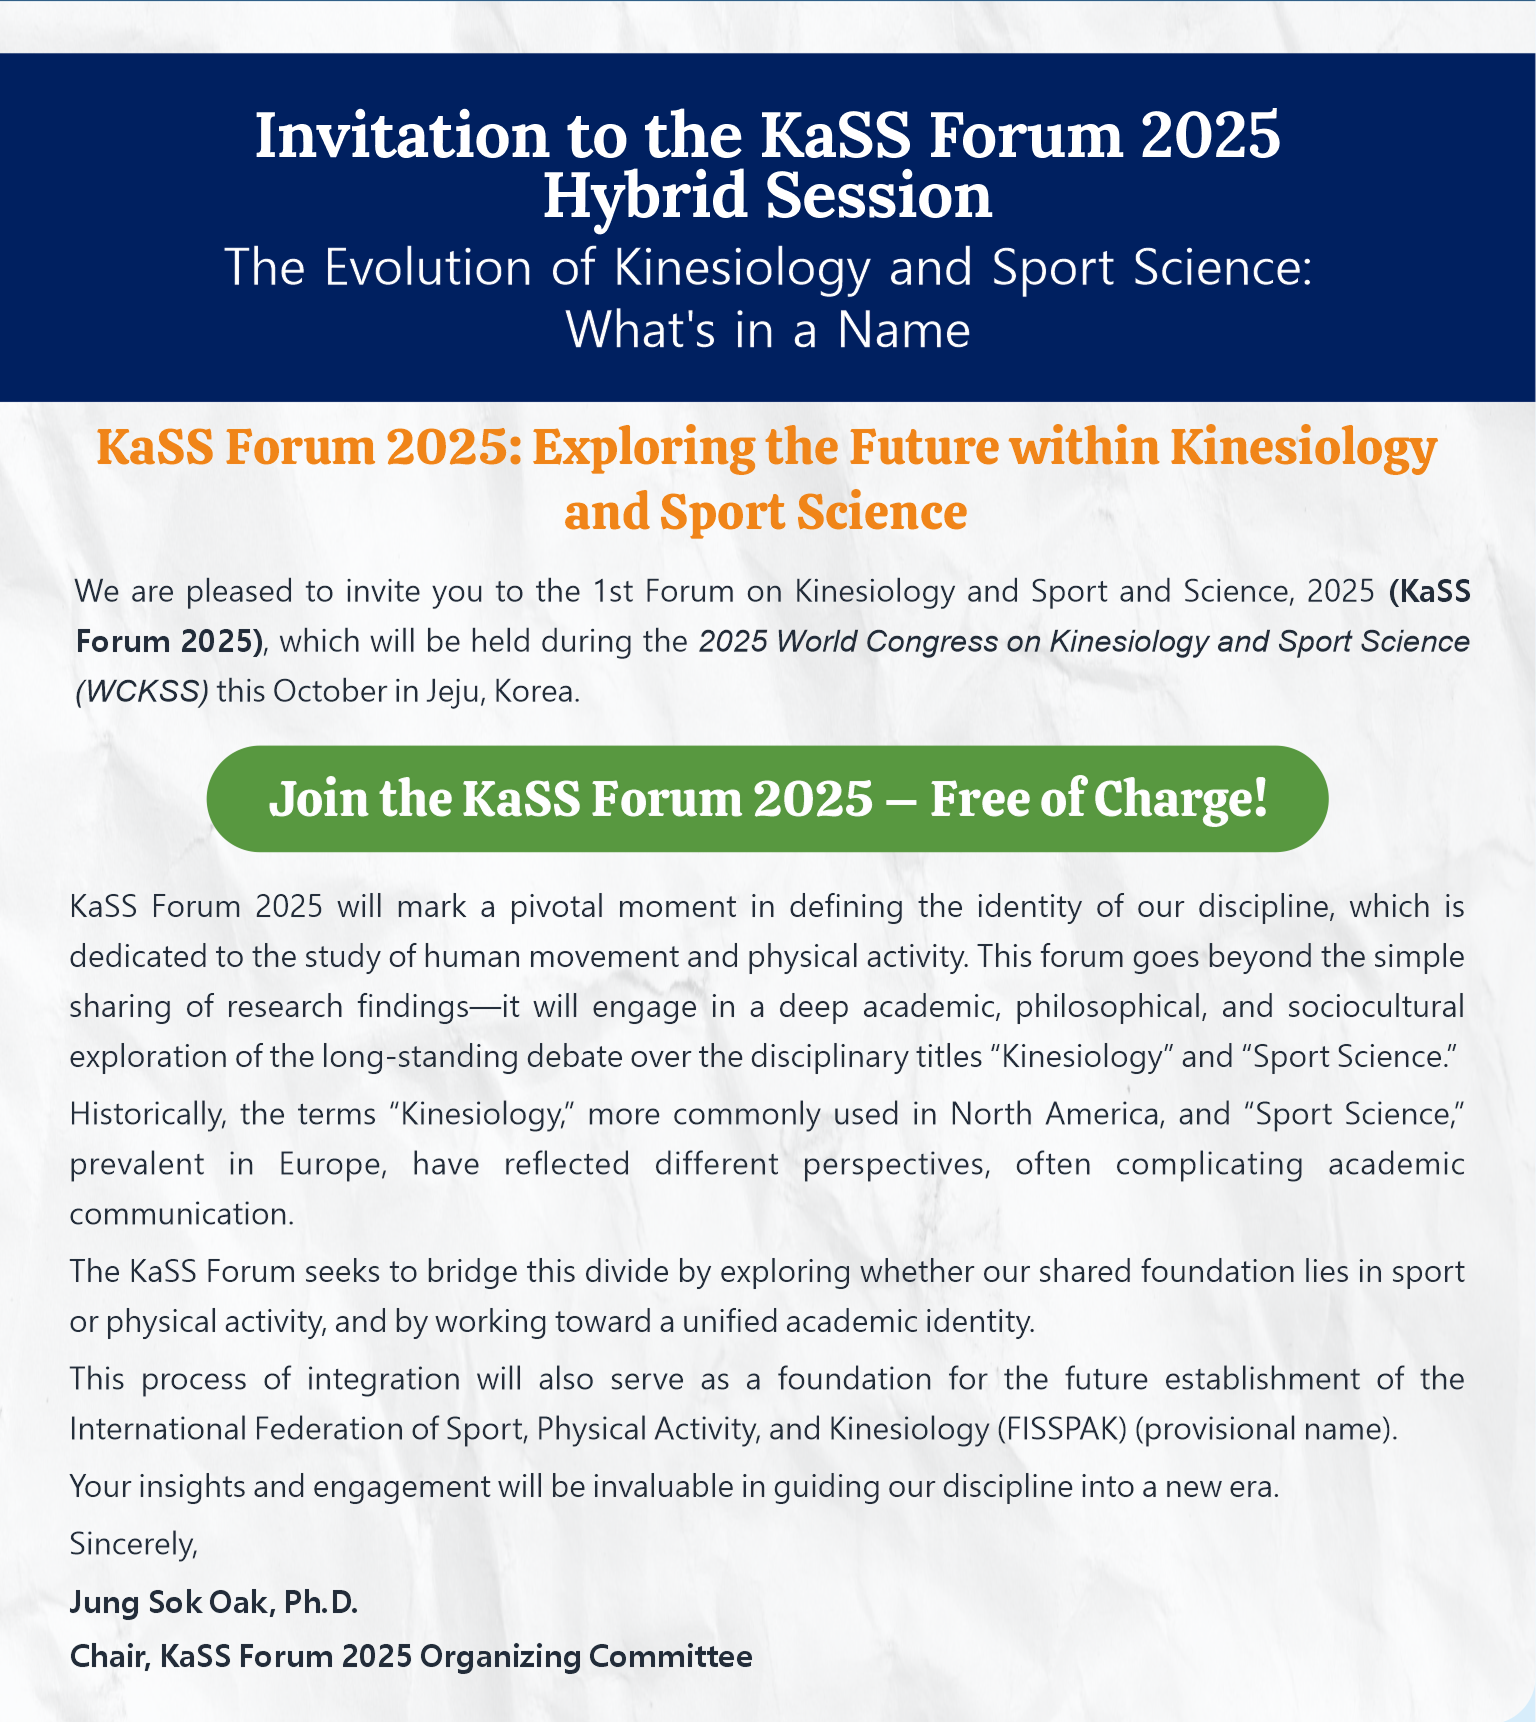 Invitation to the KaSS Forum 2025
Hybrid Session
The Evolution of Kinesiology and Sport Science:
What's in a Name
KaSS Forum 2025: Exploring the Future within Kinesiology
and Sport Science
We are pleased to invite you to the 1st Forum on Kinesiology and Sport and Science, 2025 (KaSS
Forum 2025), which will be held during the 2025 World Congress on Kinesiology and Sport Science
(WCKSS) this October in Jeju, Korea.
Join the KaSS Forum 2025 – Free of Charge!
KaSS Forum 2025 will mark a pivotal moment in defining the identity of our discipline, which is
dedicated to the study of human movement and physical activity. This forum goes beyond the simple
sharing of research findings—it will engage in a deep academic, philosophical, and sociocultural
exploration of the long-standing debate over the disciplinary titles “Kinesiology” and “Sport Science.”
Historically, the terms “Kinesiology,” more commonly used in North America, and “Sport Science,”
prevalent in Europe, have reflected different perspectives, often complicating academic
communication.
The KaSS Forum seeks to bridge this divide by exploring whether our shared foundation lies in sport
or physical activity, and by working toward a unified academic identity.
This process of integration will also serve as a foundation for the future establishment of the
International Federation of Sport, Physical Activity, and Kinesiology (FISSPAK) (provisional name).
Your insights and engagement will be invaluable in guiding our discipline into a new era.
Sincerely,
Jung Sok Oak, Ph.D.
Chair, KaSS Forum 2025 Organizing Committee